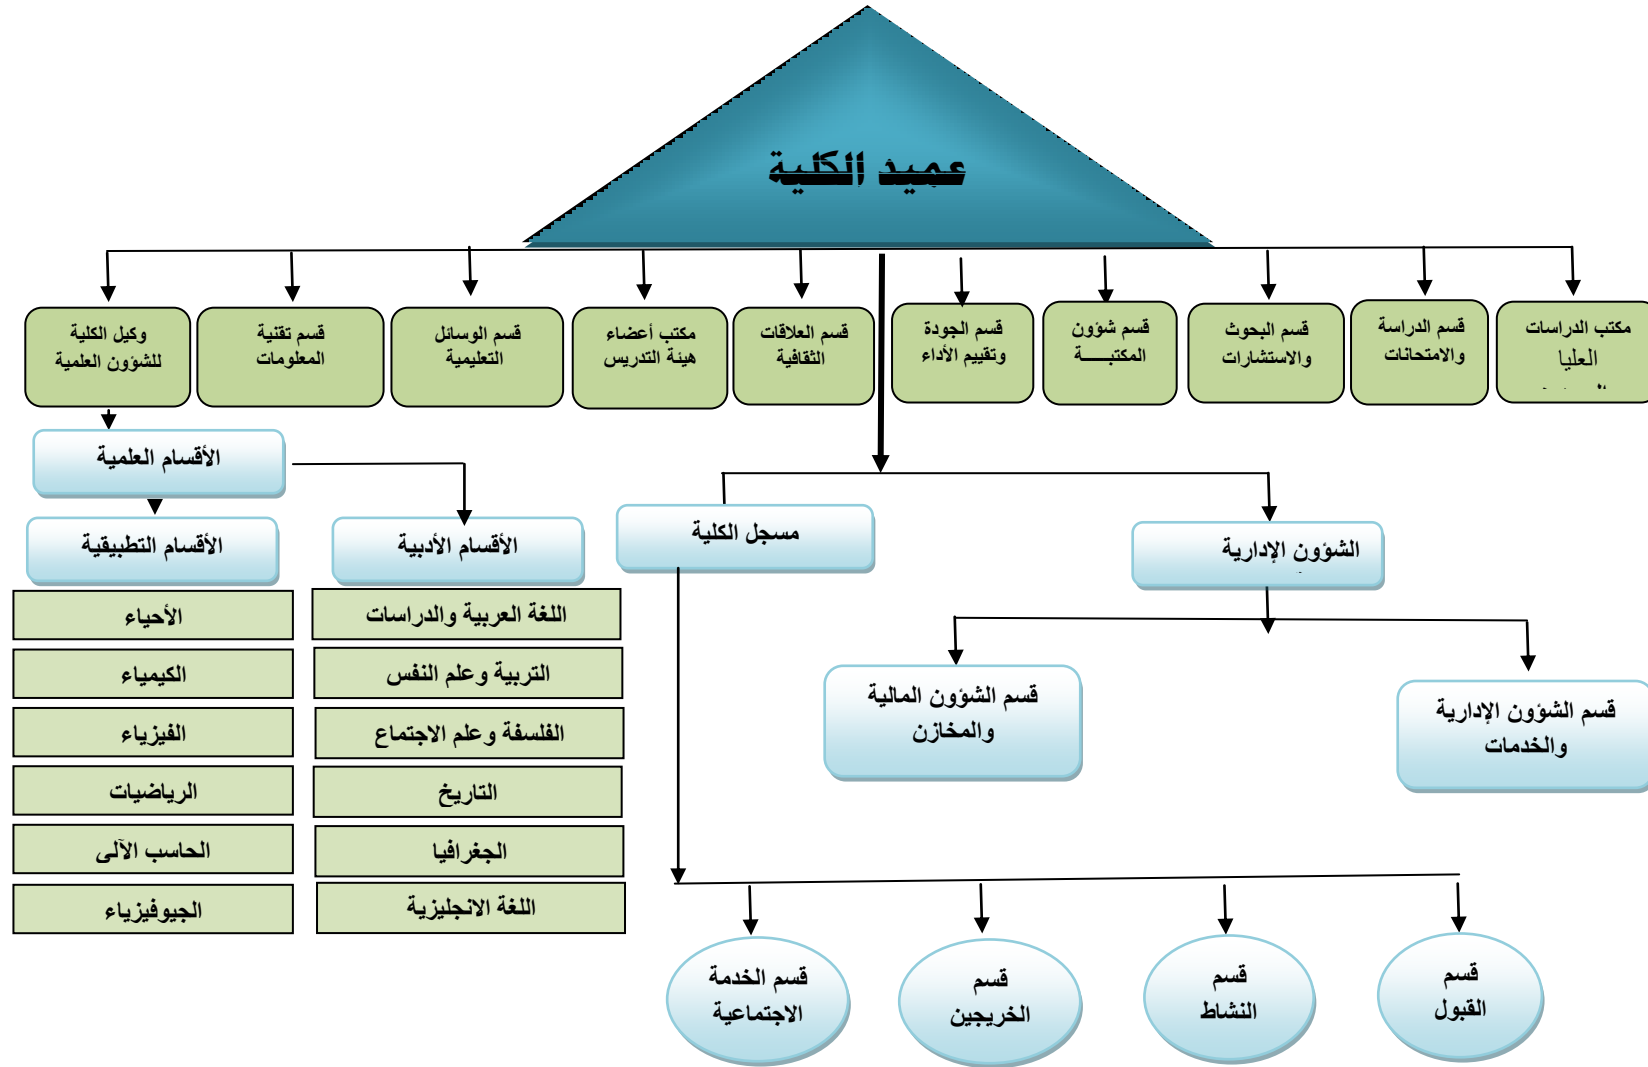 عميد الكلية
مكتب الدراسات
العليا
قسم الدراسة
والامتحانات
قسم البحوث
والاستشارات
قسم شؤون
المكتبـــــة
قسم الجودة
وتقييم الأداء
قسم العلاقات
الثقافية
مكتب أعضاء
هيئة التدريس
قسم الوسائل
التعليمية
قسم تقنية
المعلومات
وكيل الكلية
للشؤون العلمية
الأقسام العلمية
الشؤون الإدارية
مسجل الكلية
الأقسام الأدبية
الأقسام التطبيقية
اللغة العربية والدراسات
التربية وعلم النفس
الفلسفة وعلم الاجتماع
التاريخ
الجغرافيا
اللغة الانجليزية
الأحياء
الكيمياء
الفيزياء
الرياضيات
الحاسب الآلى
الجيوفيزياء
قسم الشؤون الإدارية
والخدمات
قسم الشؤون المالية
والمخازن
قسم
القبول
قسم
النشاط
قسم
الخريجين
قسم الخدمة
الاجتماعية